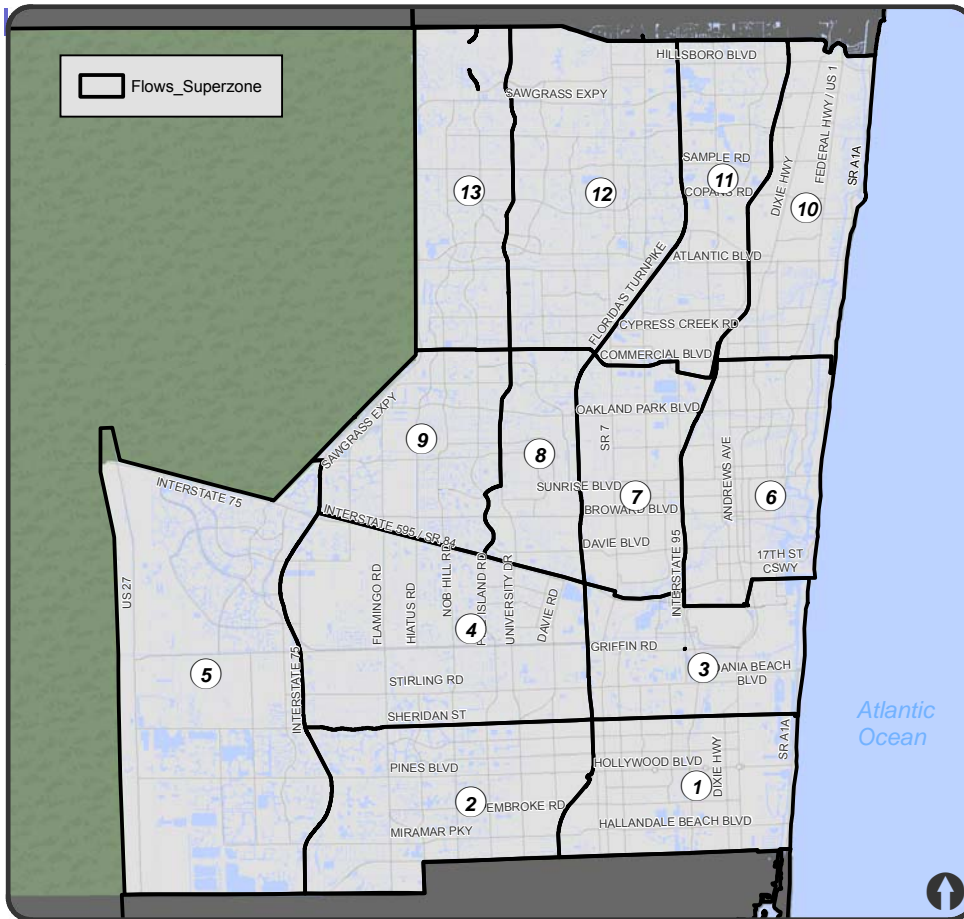 Flows_Superzone
HILLSBORO BLVD
SAWGRASS EXPY
FEDERAL HWY / US 1
SAMPLE RD
SR A1A
DIXIE HWY
13
12
11
COPANS RD
10
ATLANTIC BLVD
FLORIDA'S TURNPIKE
CYPRESS CREEK RD
COMMERCIAL BLVD
SAWGRASS EXPY
OAKLAND PARK BLVD
SR 7
9
8
ANDREWS AVE
INTERSTATE 75
SUNRISE BLVD
7
6
BROWARD BLVD
INTERSTATE 595 / SR 84
DAVIE BLVD
17TH ST
CSWY
US 27
INTERSTATE 95
FLAMINGO RD
HIATUS RD
NOB HILL RD
ISLAND RD
UNIVERSITY DR
DAVIE RD
4
GRIFFIN RD
5
3
DANIA BEACH
BLVD
INTERSTATE 75
STIRLING RD
SHERIDAN ST
Atlantic
Ocean
SR A1A
DIXIE HWY
HOLLYWOOD BLVD
PINES BLVD
1
2
EMBROKE RD
HALLANDALE BEACH BLVD
MIRAMAR PKY